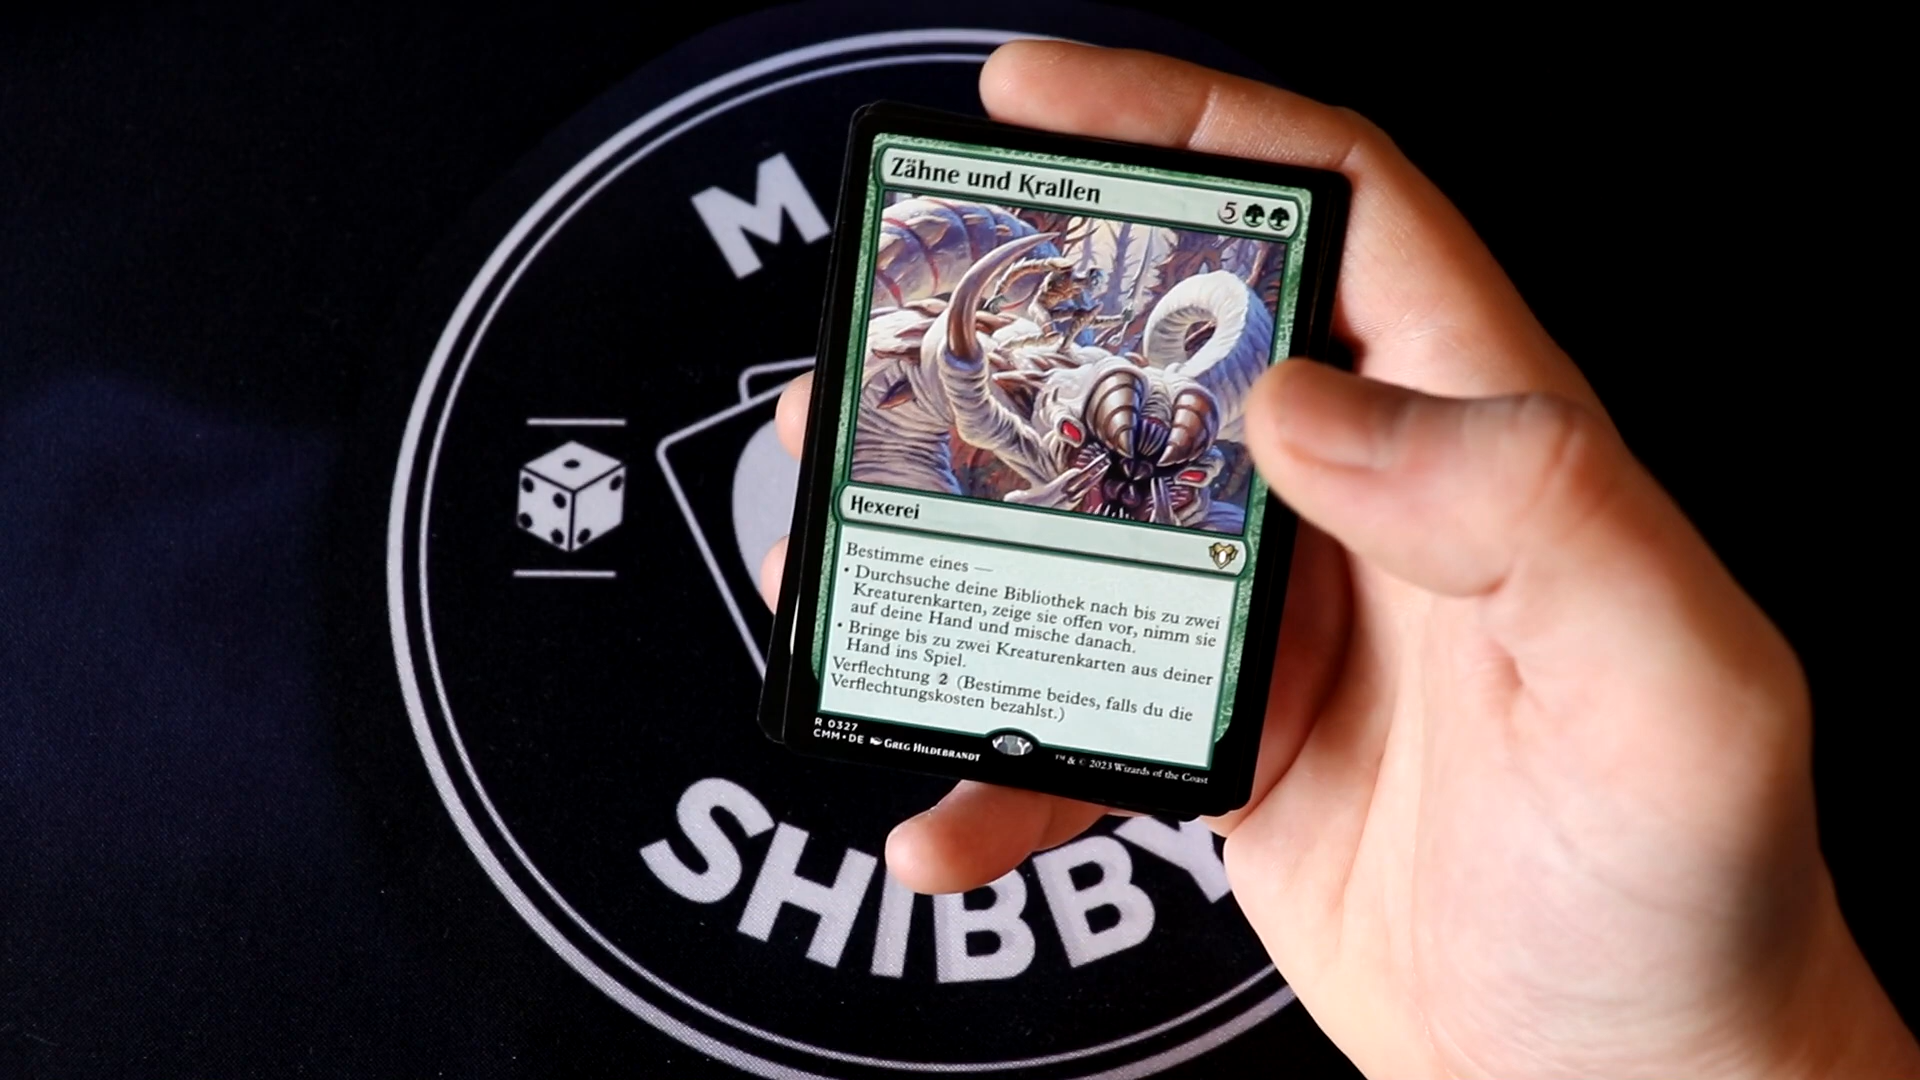 M
Zähne und Krallen 5
Hexerei
Bestimme eines —
• Durchsuche deine Bibliothek nach bis zu zwei
Kreaturenkarten, zeige sie offen vor, nimm sie
auf deine Hand und mische danach.
• Bringe bis zu zwei Kreaturenkarten aus deiner
Hand ins Spiel.
Verflechtung 2 (Bestimme beides, falls du die
Verflechtungskosten bezahlst.)
R 0327
CMM • DE Greg Hildebrandt
™ & © 2023 Wizards of the Coast
SHIBBY